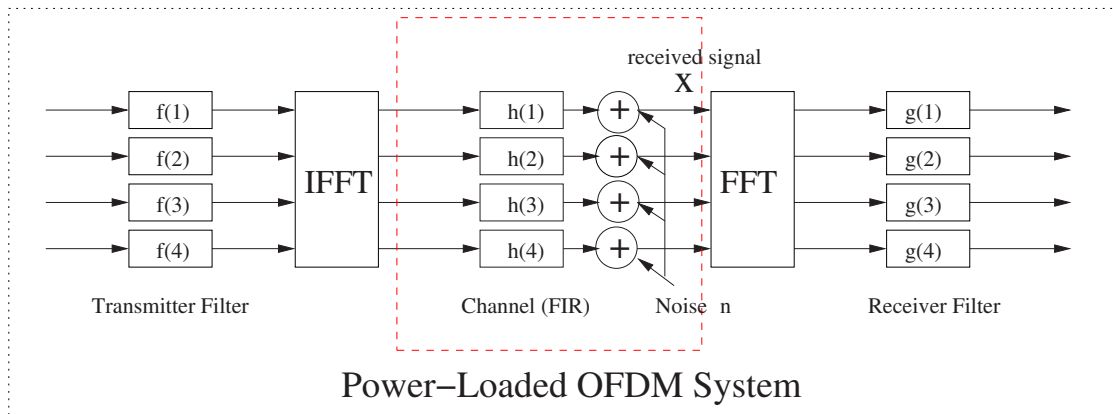 received signal
x
f(1) h(1) + g(1)
f(2) h(2) + g(2)
IFFT FFT
f(3) h(3) + g(3)
f(4) h(4) + g(4)
Transmitter Filter Channel (FIR) Noise n Receiver Filter
Power–Loaded OFDM System